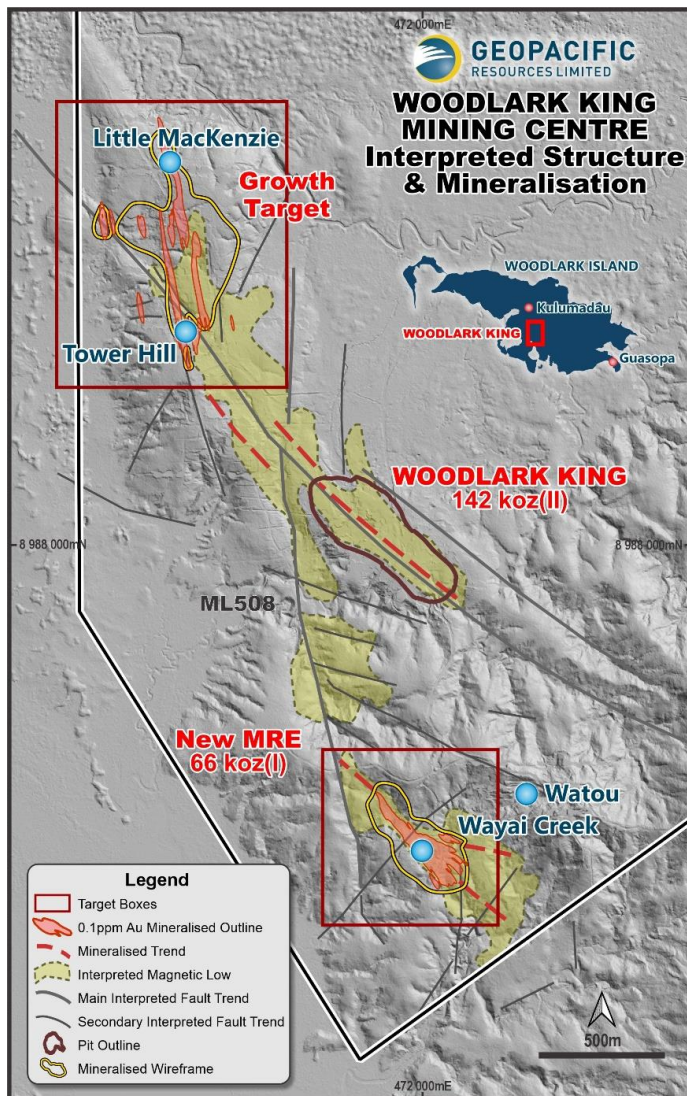 472 000mE
GEOPACIFIC
RESOURCES LIMITED
WOODLARK KING
MINING CENTRE
Interpreted Structure
& Mineralisation
Little MacKenzie
Growth
Target
WOODLARK ISLAND
Kulumadau
WOODLARK KING
Guasopa
Tower Hill
WOODLARK KING
142 koz(II)
8 988 000mN
8 988 000mN
ML508
New MRE
66 koz(I)
Watou
Wayai Creek
Legend
Target Boxes
0.1ppm Au Mineralised Outline
Mineralised Trend
Interpreted Magnetic Low
Main Interpreted Fault Trend
Secondary Interpreted Fault Trend
Pit Outline
Mineralised Wireframe
500m
472 000mE